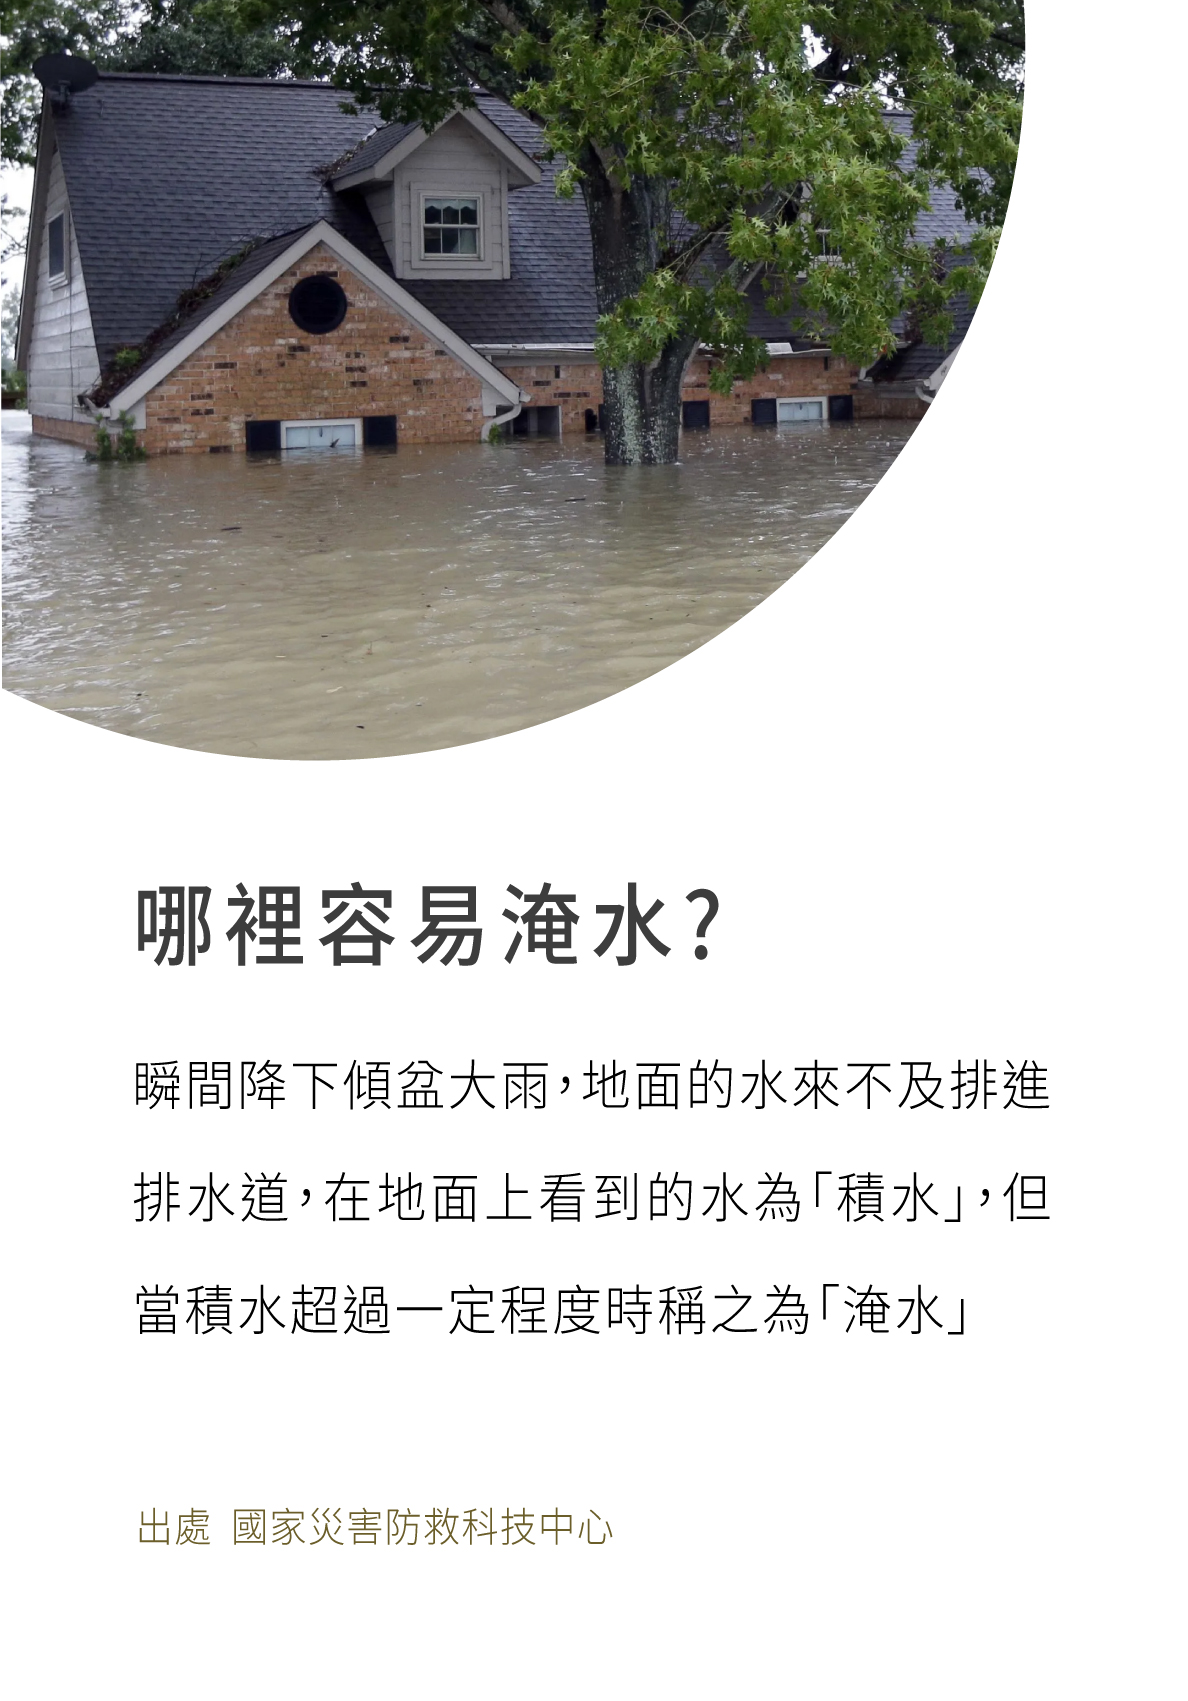 哪裡容易淹水?
瞬間降下傾盆大雨，地面的水來不及排進
排水道，在地面上看到的水為「積水」，但
當積水超過一定程度時稱之為「淹水」
出處 國家災害防救科技中心